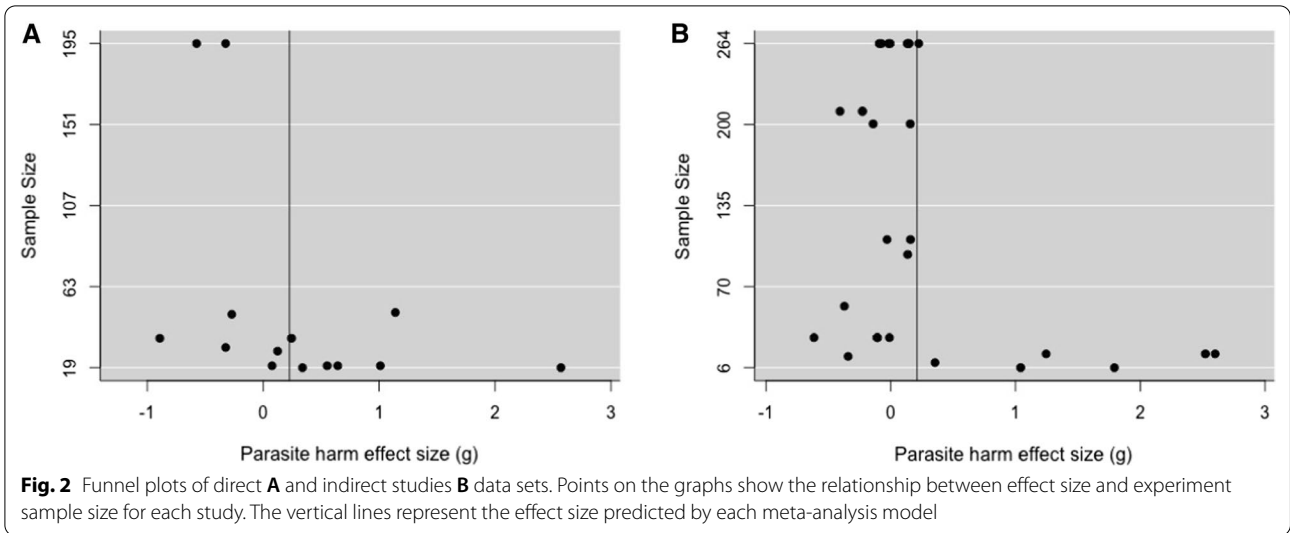 A
B
Sample Size
195
151
107
63
19
-1
0
1
2
3
Parasite harm effect size (g)
Sample Size
264
200
135
70
6
-1
0
1
2
3
Parasite harm effect size (g)
Fig. 2 Funnel plots of direct A and indirect studies B data sets. Points on the graphs show the relationship between effect size and experiment
sample size for each study. The vertical lines represent the effect size predicted by each meta-analysis model